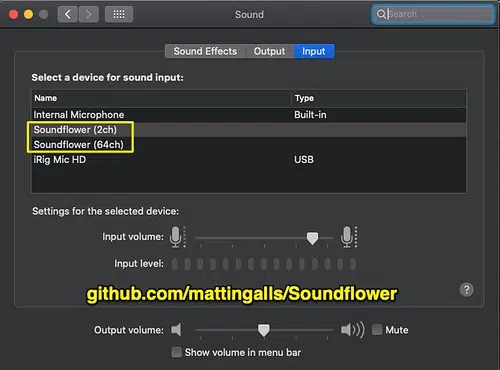 Sound
Search
Sound Effects
Output
Input
Select a device for sound input:
Name Type
Internal Microphone Built-in
Soundflower (2ch)
Soundflower (64ch)
iRig Mic HD USB
Settings for the selected device:
Input volume:
Input level:
github.com/mattingalls/Soundflower
?
Output volume: Mute
Show volume in menu bar